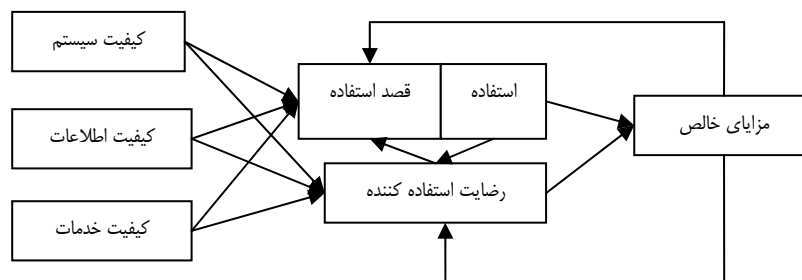 کیفیت سیستم
قصد استفاده
استفاده
مزایای خالص
کیفیت اطلاعات
رضایت استفاده کننده
کیفیت خدمات